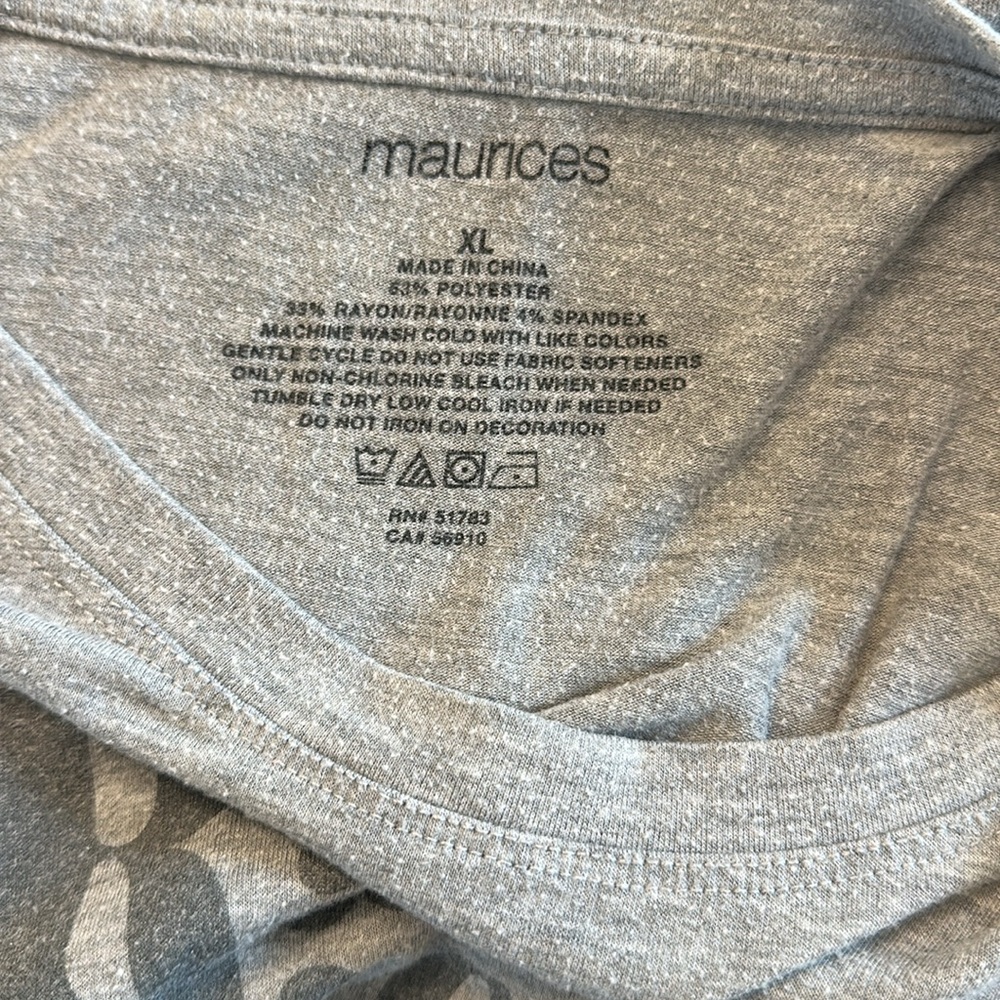 maurices
XL
MADE IN CHINA
63% POLYESTER
33% RAYON/RAYONNE 4% SPANDEX
MACHINE WASH COLD WITH LIKE COLORS
GENTLE CYCLE DO NOT USE FABRIC SOFTENERS
ONLY NON-CHLORINE BLEACH WHEN NEEDED
TUMBLE DRY LOW COOL IRON IF NEEDED
DO NOT IRON ON DECORATION
RN# 51783
CA# 56910